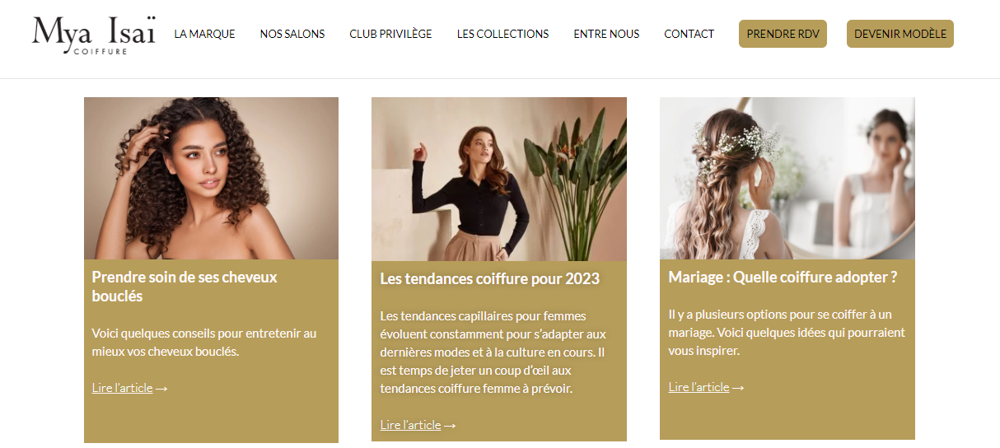 Mya Isaï
COIFFURE
LA MARQUE
NOS SALONS
CLUB PRIVILÈGE
LES COLLECTIONS
ENTRE NOUS
CONTACT
PRENDRE RDV
DEVENIR MODÈLE
Prendre soin de ses cheveux
bouclés
Voici quelques conseils pour entretenir au
mieux vos cheveux bouclés.
Lire l’article →
Les tendances coiffure pour 2023
Les tendances capillaires pour femmes
évoluent constamment pour s’adapter aux
dernières modes et à la culture en cours. Il
est temps de jeter un coup d’œil aux
tendances coiffure femme à prévoir.
Lire l’article →
Mariage : Quelle coiffure adopter ?
Il y a plusieurs options pour se coiffer à un
mariage. Voici quelques idées qui pourraient
vous inspirer.
Lire l’article →